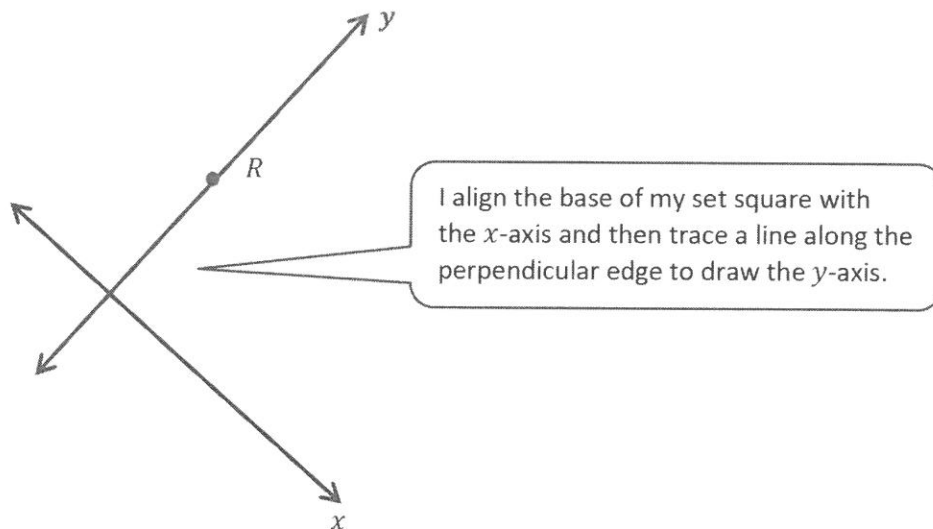 y
R
I align the base of my set square with
the x-axis and then trace a line along the
perpendicular edge to draw the y-axis.
x